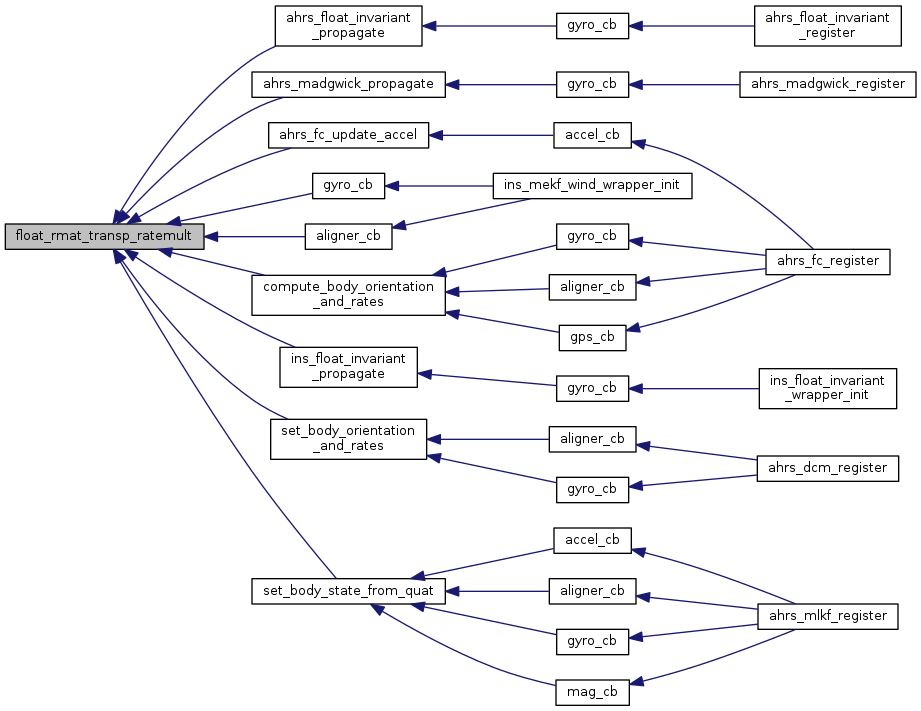 ahrs_float_invariant
_propagate
gyro_cb
ahrs_float_invariant
_register
ahrs_madgwick_propagate
gyro_cb
ahrs_madgwick_register
ahrs_fc_update_accel
accel_cb
gyro_cb
ins_mekf_wind_wrapper_init
float_rmat_transp_ratemult
aligner_cb
gyro_cb
ahrs_fc_register
compute_body_orientation
_and_rates
aligner_cb
gps_cb
ins_float_invariant
_propagate
gyro_cb
ins_float_invariant
_wrapper_init
set_body_orientation
_and_rates
aligner_cb
ahrs_dcm_register
gyro_cb
accel_cb
set_body_state_from_quat
aligner_cb
ahrs_mlkf_register
gyro_cb
mag_cb